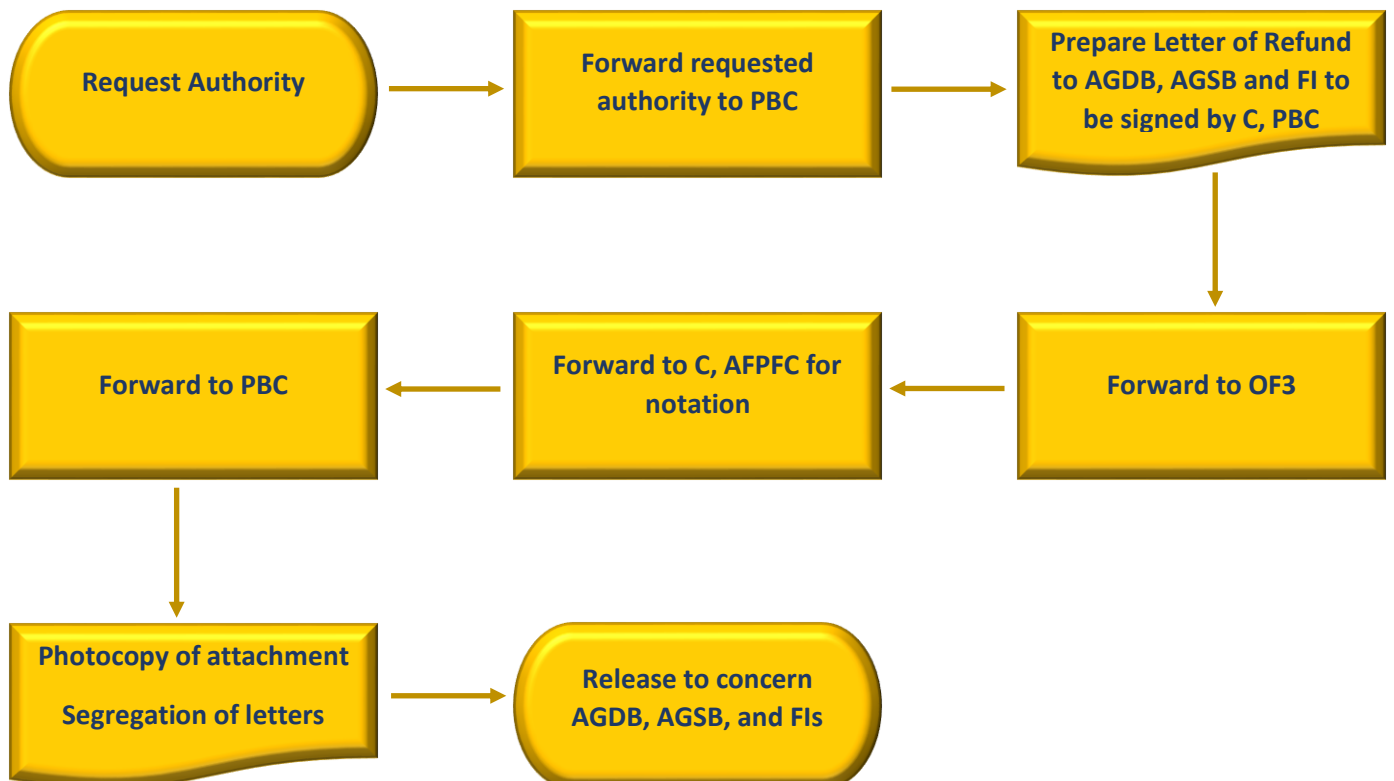 Request Authority
Forward requested
authority to PBC
Prepare Letter of Refund
to AGDB, AGSB and FI to
be signed by C, PBC
Forward to PBC
Forward to C, AFPFC for
notation
Forward to OF3
Photocopy of attachment
Segregation of letters
Release to concern
AGDB, AGSB, and FIs